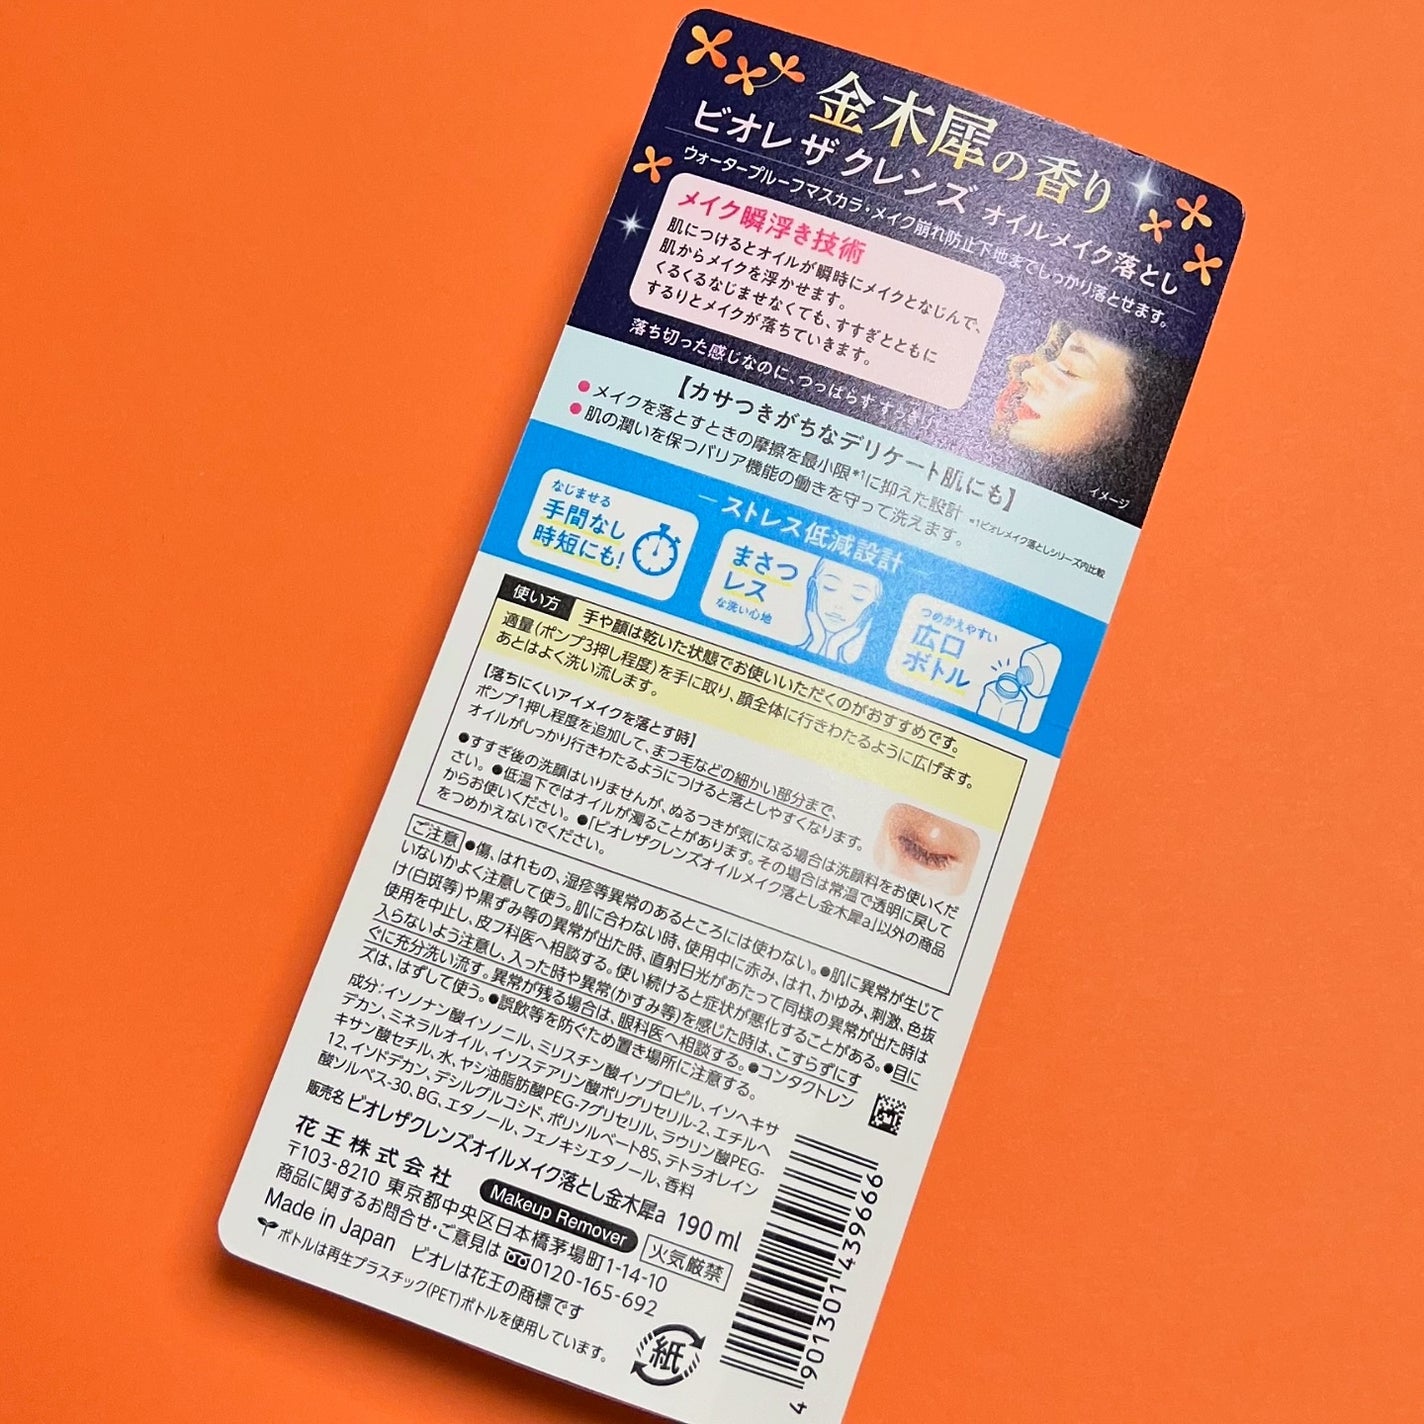 金木犀の香り
ビオレ ザ クレンズ オイルメイク落とし
ウォータープルーフマスカラ・メイク崩れ防止下地までしっかり落とせます。
メイク瞬浮き技術
肌につけるとオイルが瞬時にメイクとなじんで、
肌からメイクを浮かせます。
くるくるなじませなくても、すすぎとともに
するりとメイクが落ちていきます。
落ち切った感じなのに、つっぱらずすっきり。
イメージ
【カサつきがちなデリケート肌にも】
●メイクを落とすときの摩擦を最小限*1に抑えた設計 *1ビオレメイク落としシリーズ内比較
●肌の潤いを保つバリア機能の働きを守って洗えます。
ストレス低減設計
なじませる
手間なし
時短にも!
まさつ
レス
な洗い心地
つめかえやすい
広口
ボトル
使い方 手や顔は乾いた状態でお使いいただくのがおすすめです。
適量(ポンプ3押し程度)を手に取り、顔全体に行きわたるように広げます。
あとはよく洗い流します。
【落ちにくいアイメイクを落とす時】
ポンプ1押し程度を追加して、まつ毛などの細かい部分まで、
オイルがしっかり行きわたるようにつけると落としやすくなります。
●すすぎ後の洗顔はいりませんが、ぬるつきが気になる場合は洗顔料をお使いくだ
さい。●低温下ではオイルが濁ることがあります。その場合は常温で透明に戻して
からお使いください。●「ビオレザクレンズオイルメイク落とし金木犀a」以外の商品
をつめかえないでください。
ご注意 ●傷、はれもの、湿疹等異常のあるところには使わない。●肌に異常が生じて
いないかよく注意して使う。肌に合わない時、使用中に赤み、はれ、かゆみ、刺激、色抜
け(白斑等)や黒ずみ等の異常が出た時、直射日光があたって同様の異常が出た時は
使用を中止し、皮フ科医へ相談する。使い続けると症状が悪化することがある。●目に
入らないよう注意し、入った時や異常(かすみ等)を感じた時は、こすらずにす
ぐに充分洗い流す。異常が残る場合は、眼科医へ相談する。●コンタクトレン
ズは、はずして使う。●誤飲等を防ぐため置き場所に注意する。
成分:イソノナン酸イソノニル、ミリスチン酸イソプロピル、イソヘキサ
デカン、ミネラルオイル、イソステアリン酸ポリグリセリル-2、エチルヘ
キサン酸セチル、水、ヤシ油脂肪酸PEG-7グリセリル、ラウリン酸PEG-
12、イソドデカン、デシルグルコシド、ポリソルベート85、テトラオレイン
酸ソルベス-30、BG、エタノール、フェノキシエタノール、香料
販売名 ビオレザクレンズオイルメイク落とし金木犀a 190ml
花王株式会社 Makeup Remover 火気厳禁
〒103-8210 東京都中央区日本橋茅場町1-14-10
商品に関するお問合せ・ご意見は 0120-165-692
Made in Japan ビオレは花王の商標です
ボトルは再生プラスチック(PET)ボトルを使用しています。
紙
4 901301 439666